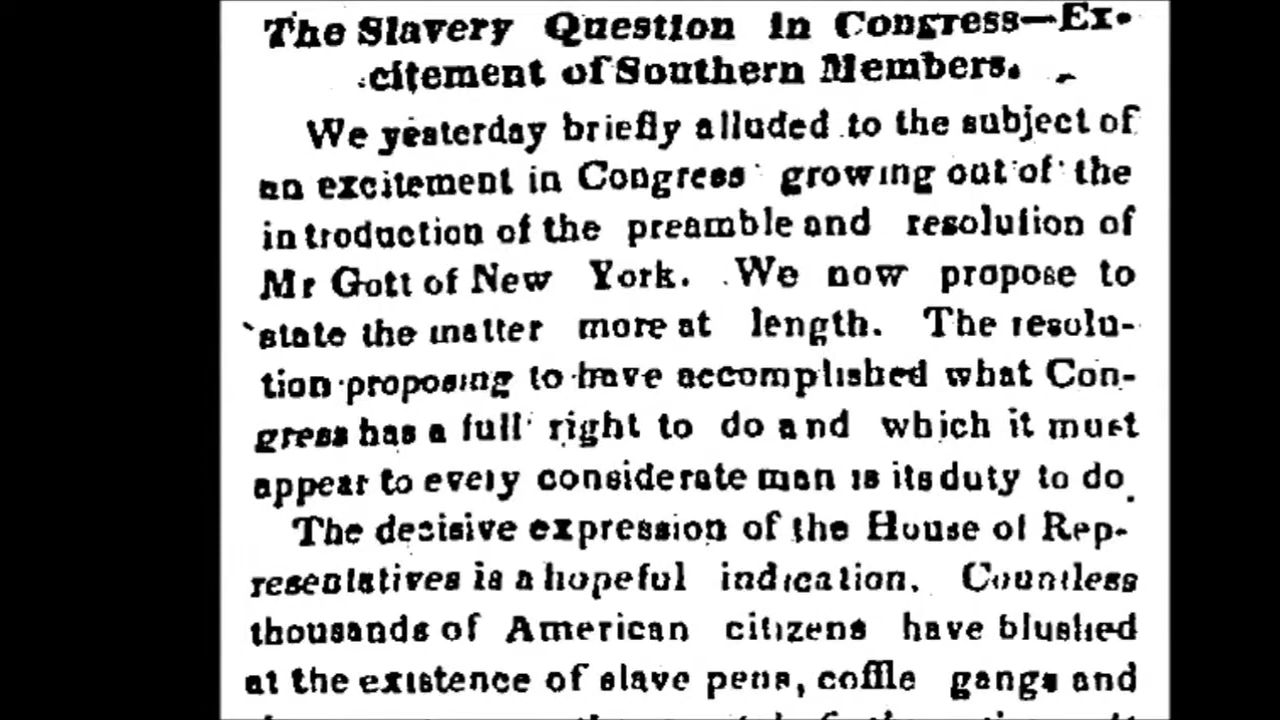 The Slavery Question in Congress—Ex-
citement of Southern Members.
We yesterday briefly alluded to the subject of
an excitement in Congress growing out of the
introduction of the preamble and resolution of
Mr Gott of New York. We now propose to
state the matter more at length. The resolu-
tion proposing to have accomplished what Con-
gress has a full right to do and which it must
appear to every considerate man is its duty to do.
The decisive expression of the House of Rep-
resentatives is a hopeful indication. Countless
thousands of American citizens have blushed
at the existence of slave pens, coffle gangs and